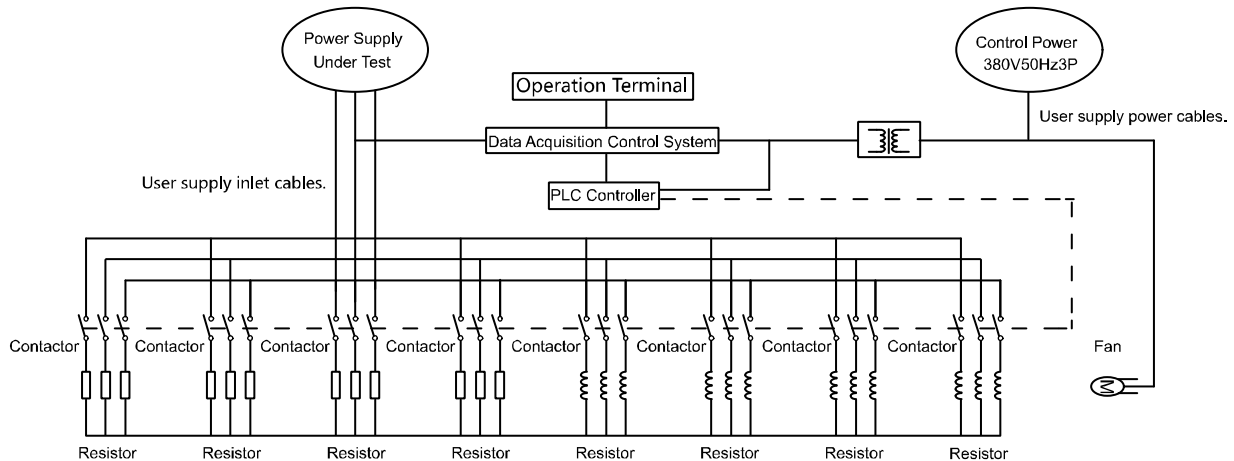 Power Supply
Under Test
Control Power
380V50Hz3P
Operation Terminal
User supply power cables.
Data Acquisition Control System
User supply inlet cables.
PLC Controller
Contactor Contactor Contactor Contactor Contactor Contactor Contactor Contactor Fan
M
Resistor Resistor Resistor Resistor Resistor Resistor Resistor Resistor